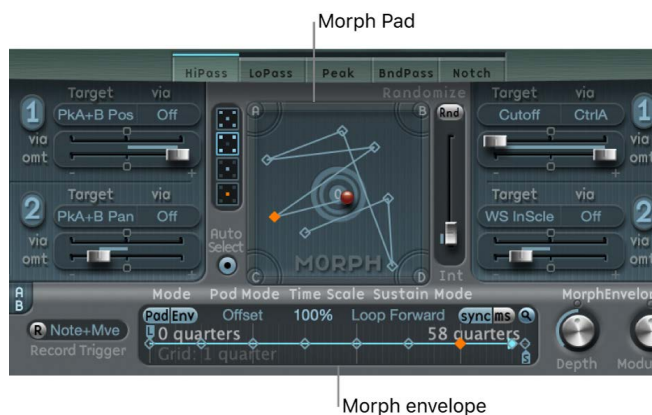 Morph Pad
HiPass LoPass Peak BndPass Notch
Randomize
Target via
1 PkA+B Pos Off
via
omt
- +
Target via
2 PkA+B Pan Off
via
omt
- +
A B
C D
MORPH
Auto
Select
Rnd
Int
Target via
Cutoff CtrlA 1
via
omt
- +
Target via
WS InScle Off 2
via
omt
- +
A
B
Mode Pad Mode Time Scale Sustain Mode
Pad Env Offset 100% Loop Forward sync ms
L 0 quarters 58 quarters
Grid: 1 quarter
S
R Note+Mve
Record Trigger
MorphEnvelo
Depth Modu
Morph envelope